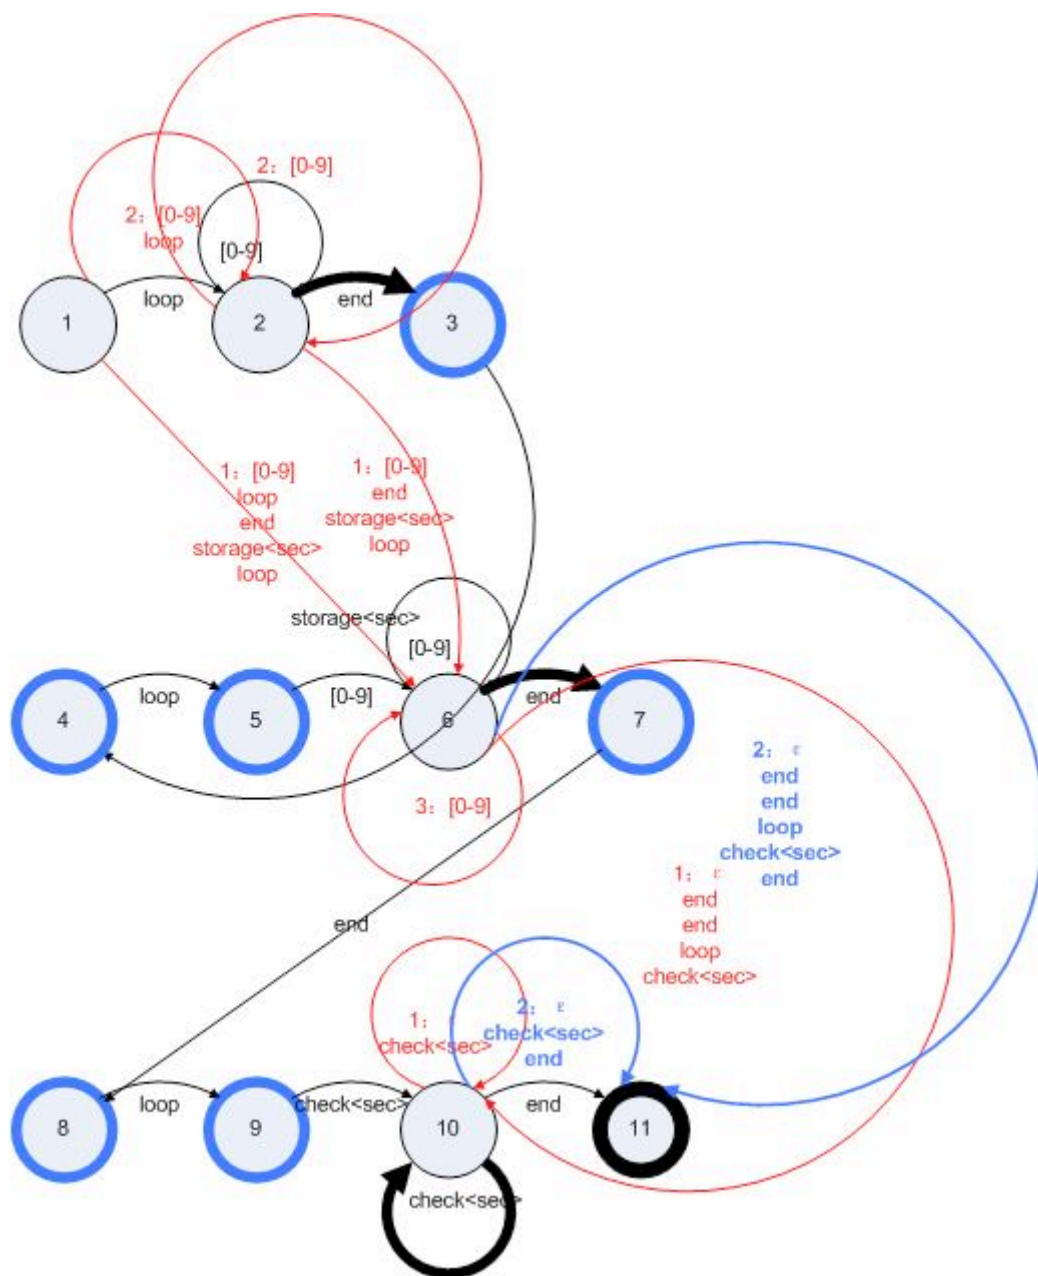 2: [0-9]
2: [0-9]
loop
[0-9]
loop
end
1
2
3
1: [0-9]
loop
end
storage<sec>
loop
1: [0-9]
end
storage<sec>
loop
storage<sec>
[0-9]
loop
[0-9]
end
4
5
6
7
3: [0-9]
2: ε
end
end
loop
check<sec>
end
1: ε
end
end
loop
check<sec>
end
1: ε
check<sec>
2: ε
check<sec>
end
loop
check<sec>
end
8
9
10
11
check<sec>